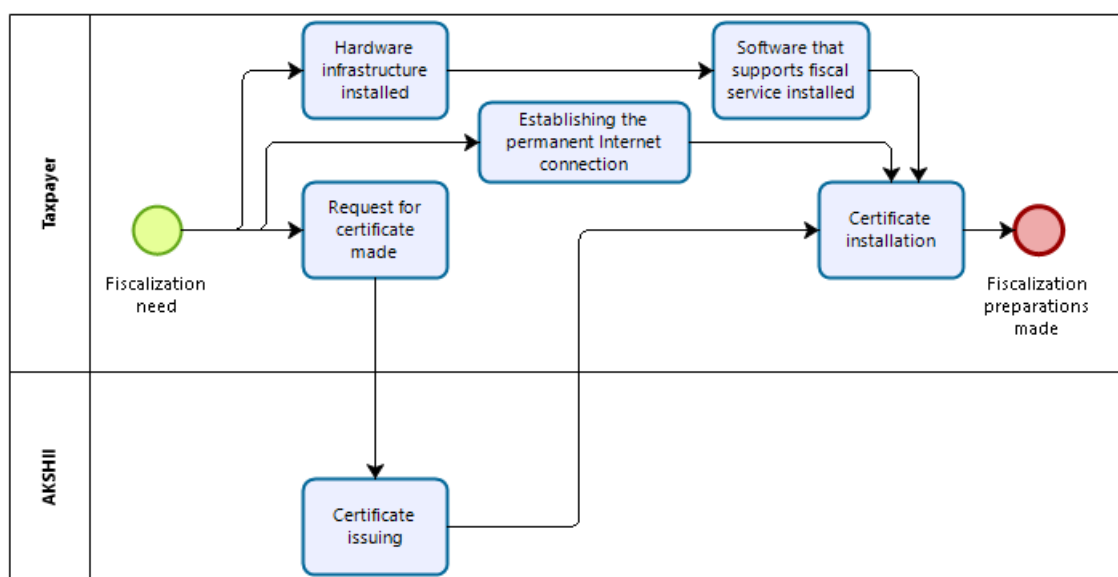 Taxpayer
Hardware
infrastructure
installed
Software that
supports fiscal
service installed
Establishing the
permanent Internet
connection
Request for
certificate
made
Certificate
installation
Fiscalization
need
Fiscalization
preparations
made
AKSHII
Certificate
issuing